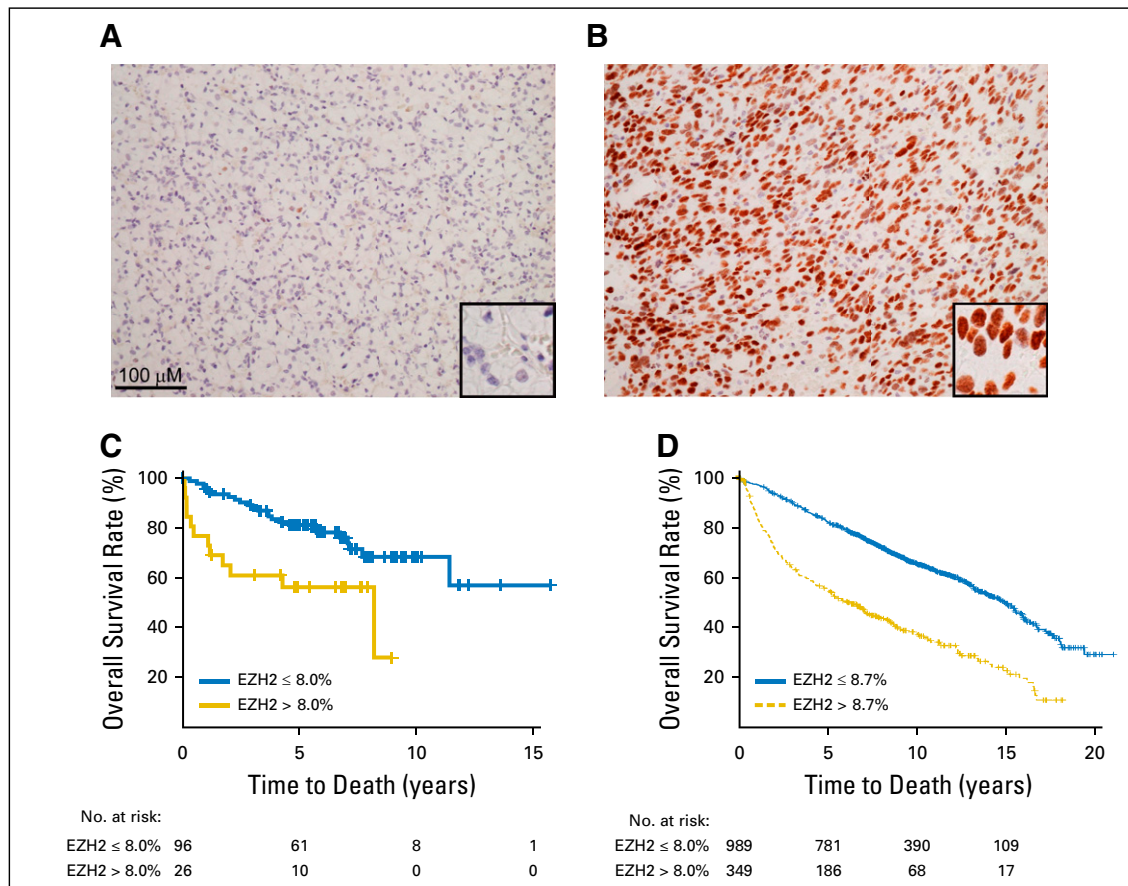 A
B
100 μM
C
D
Overall Survival Rate (%)
100
80
60
40
20
EZH2 ≤ 8.0%
EZH2 > 8.0%
0 5 10 15
Time to Death (years)
No. at risk:
EZH2 ≤ 8.0% 96 61 8 1
EZH2 > 8.0% 26 10 0 0
Overall Survival Rate (%)
100
80
60
40
20
EZH2 ≤ 8.7%
EZH2 > 8.7%
0 5 10 15 20
Time to Death (years)
No. at risk:
EZH2 ≤ 8.0% 989 781 390 109
EZH2 > 8.0% 349 186 68 17